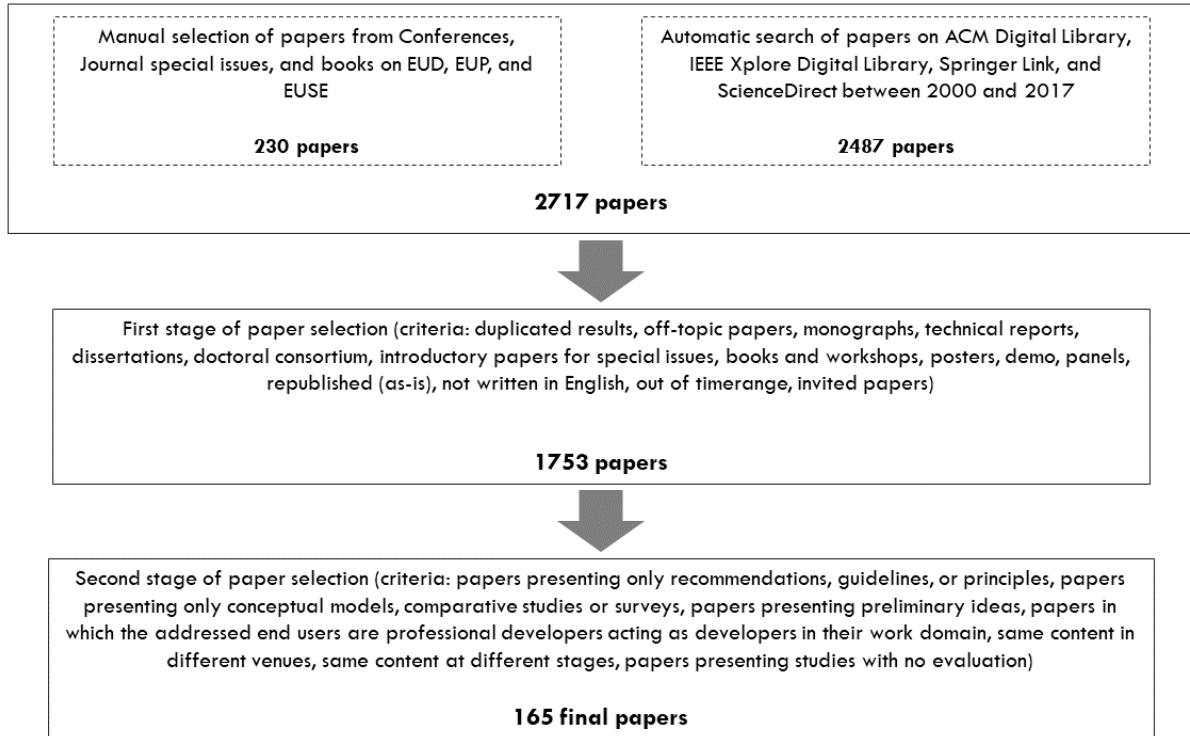 Manual selection of papers from Conferences,
Journal special issues, and books on EUD, EUP, and
EUSE
230 papers
Automatic search of papers on ACM Digital Library,
IEEE Xplore Digital Library, Springer Link, and
ScienceDirect between 2000 and 2017
2487 papers
2717 papers
First stage of paper selection (criteria: duplicated results, off-topic papers, monographs, technical reports,
dissertations, doctoral consortium, introductory papers for special issues, books and workshops, posters, demo, panels,
republished (as-is), not written in English, out of timerange, invited papers)
1753 papers
Second stage of paper selection (criteria: papers presenting only recommendations, guidelines, or principles, papers
presenting only conceptual models, comparative studies or surveys, papers presenting preliminary ideas, papers in
which the addressed end users are professional developers acting as developers in their work domain, same content in
different venues, same content at different stages, papers presenting studies with no evaluation)
165 final papers